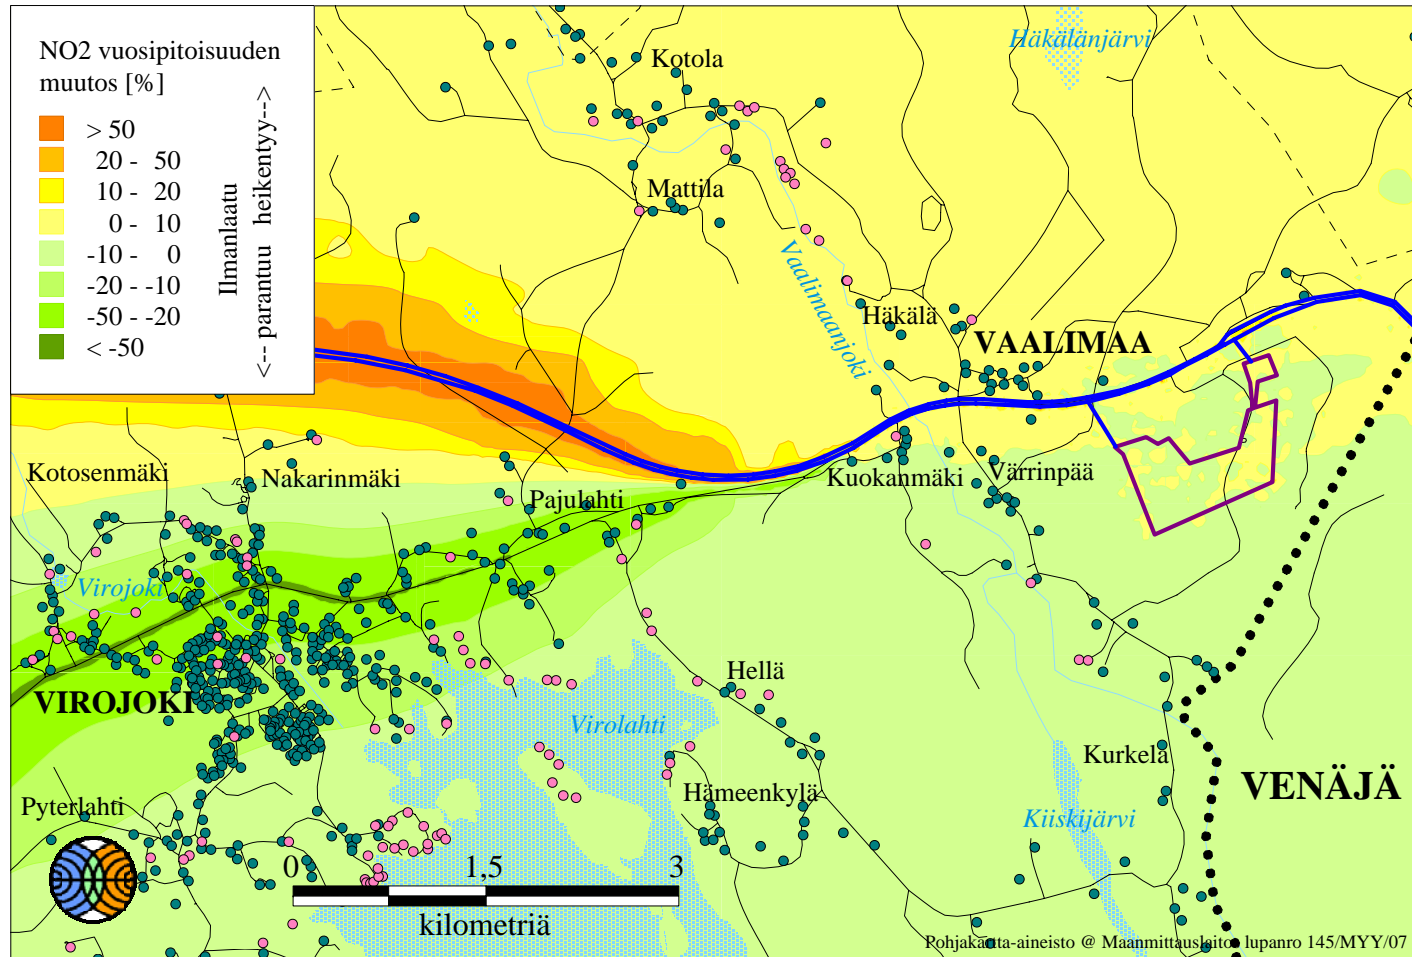 NO2 vuosipitoisuuden
muutos [%]
> 50
20 - 50
10 - 20
0 - 10
-10 - 0
-20 - -10
-50 - -20
< -50
Ilmanlaatu
<-- parantuu heikentyy-->
Häkälänjärvi
Kotola
Mattila
Vaalimaanjoki
Häkälä
VAALIMAA
Kotosenmäki
Nakarinmäki
Pajulahti
Kuokanmäki
Värrinpää
Virojoki
VIROJOKI
Hellä
Virolahti
Kurkela
VENÄJÄ
Hämeenkylä
Pyterlahti
Kiiskijärvi
0 1,5 3
kilometriä
Pohjakartta-aineisto @ Maanmittauslaitos lupanro 145/MYY/07